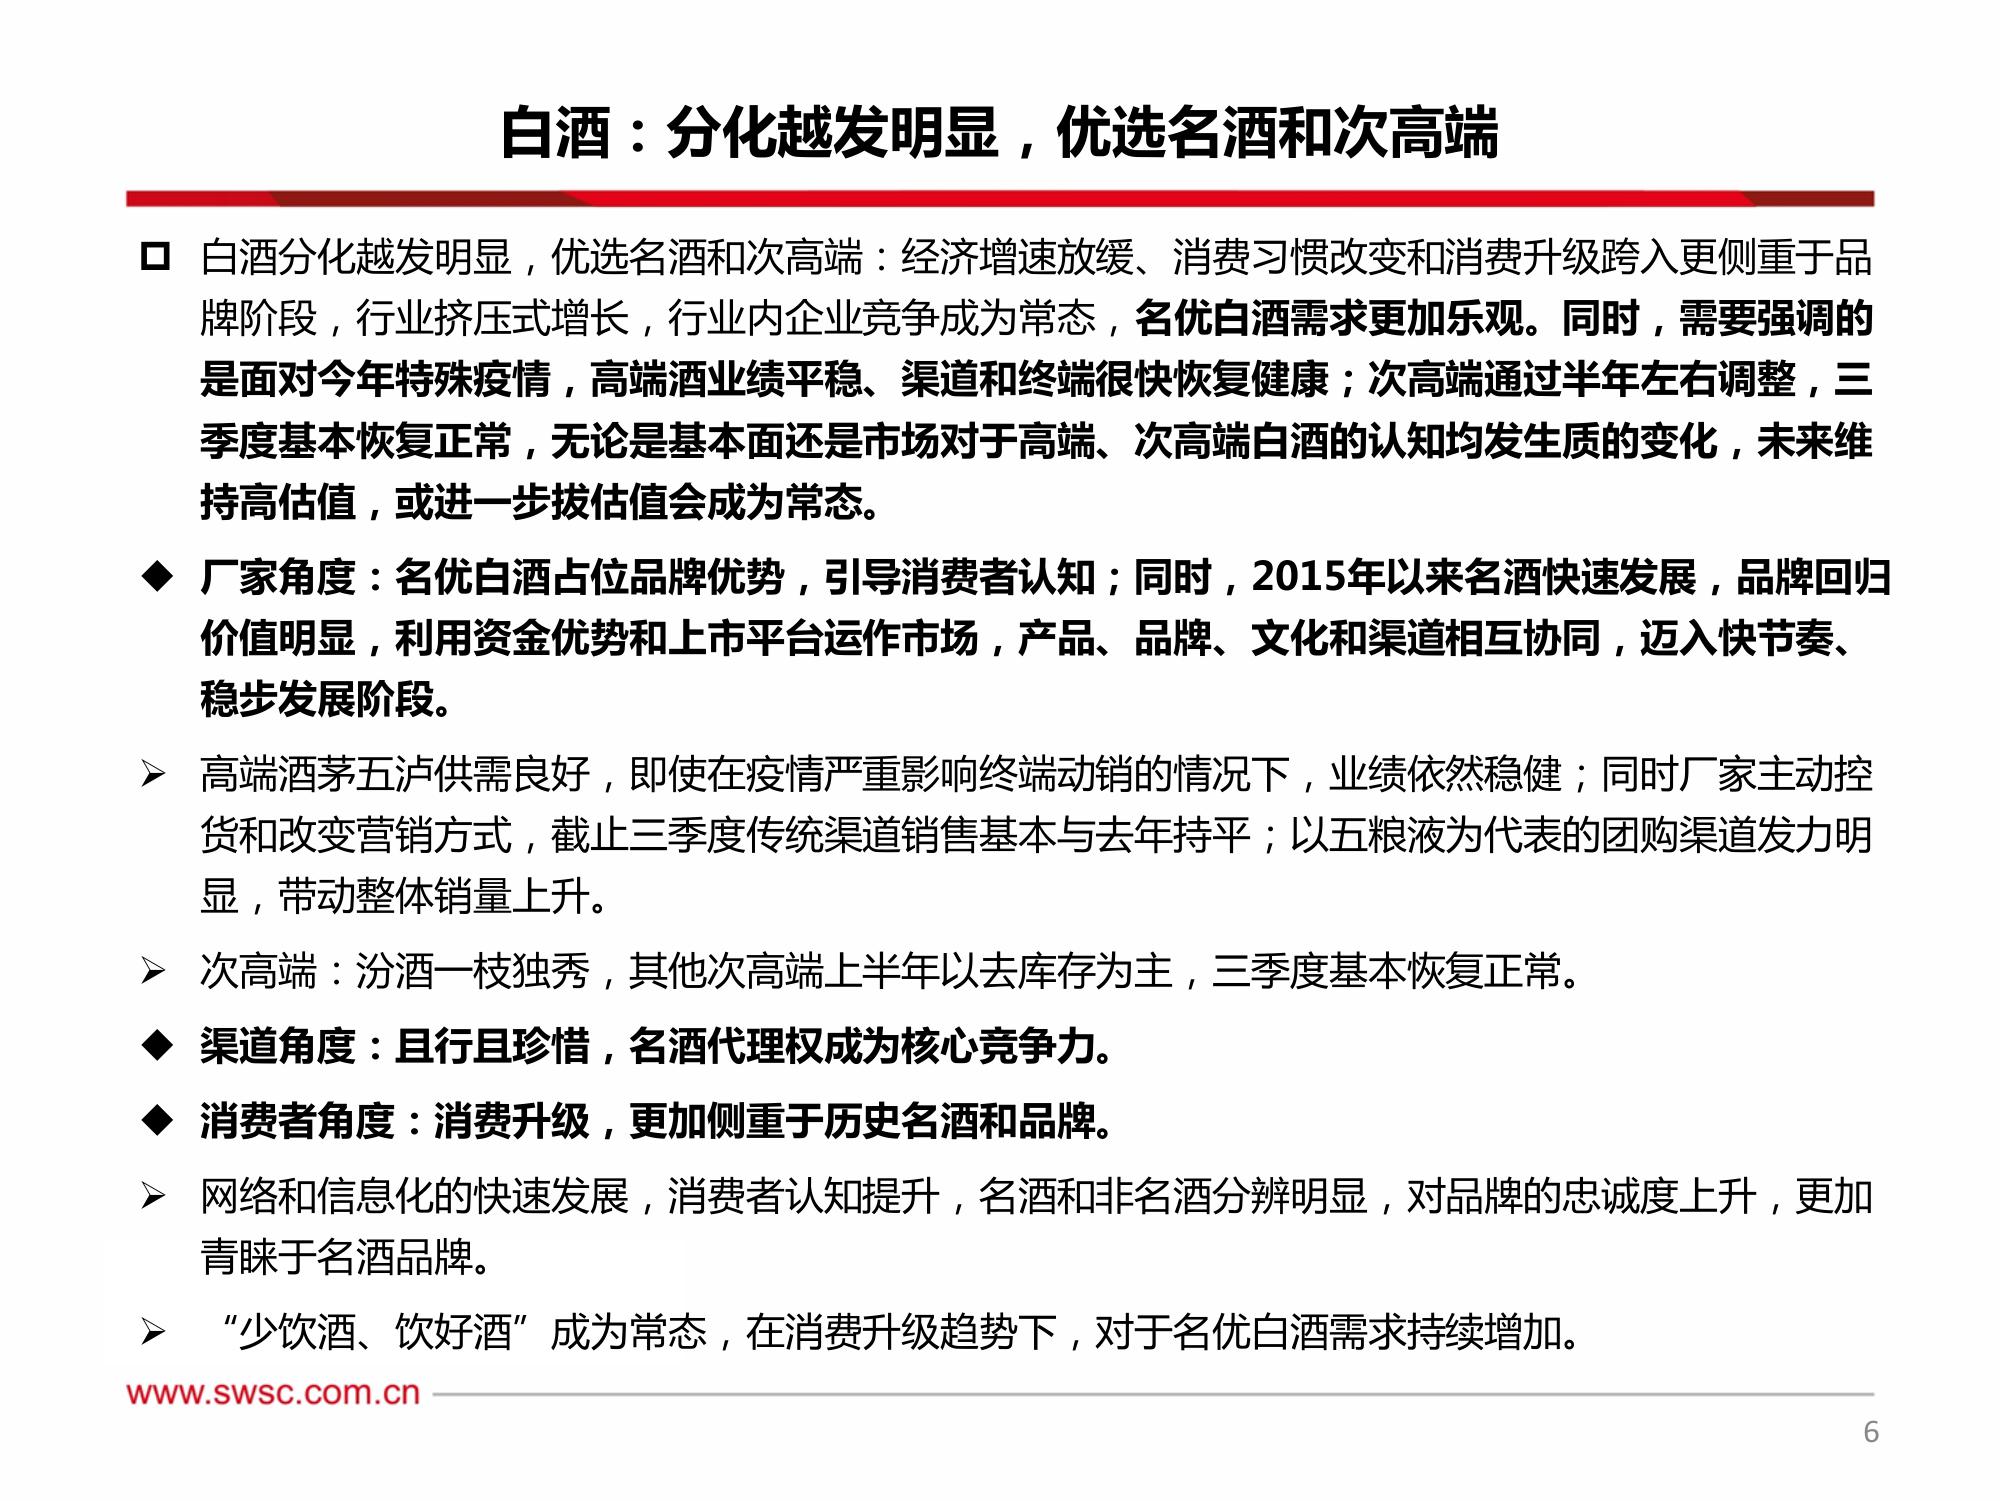 白酒：分化越发明显，优选名酒和次高端
白酒分化越发明显，优选名酒和次高端：经济增速放缓、消费习惯改变和消费升级跨入更侧重于品
牌阶段，行业挤压式增长，行业内企业竞争成为常态，名优白酒需求更加乐观。同时，需要强调的
是面对今年特殊疫情，高端酒业绩平稳、渠道和终端很快恢复健康；次高端通过半年左右调整，三
季度基本恢复正常，无论是基本面还是市场对于高端、次高端白酒的认知均发生质的变化，未来维
持高估值，或进一步拔估值会成为常态。
厂家角度：名优白酒占位品牌优势，引导消费者认知；同时，2015年以来名酒快速发展，品牌回归
价值明显，利用资金优势和上市平台运作市场，产品、品牌、文化和渠道相互协同，迈入快节奏、
稳步发展阶段。
高端酒茅五泸供需良好，即使在疫情严重影响终端动销的情况下，业绩依然稳健；同时厂家主动控
货和改变营销方式，截止三季度传统渠道销售基本与去年持平；以五粮液为代表的团购渠道发力明
显，带动整体销量上升。
次高端：汾酒一枝独秀，其他次高端上半年以去库存为主，三季度基本恢复正常。
渠道角度：且行且珍惜，名酒代理权成为核心竞争力。
消费者角度：消费升级，更加侧重于历史名酒和品牌。
网络和信息化的快速发展，消费者认知提升，名酒和非名酒分辨明显，对品牌的忠诚度上升，更加
青睐于名酒品牌。
“少饮酒、饮好酒”成为常态，在消费升级趋势下，对于名优白酒需求持续增加。
www.swsc.com.cn
6